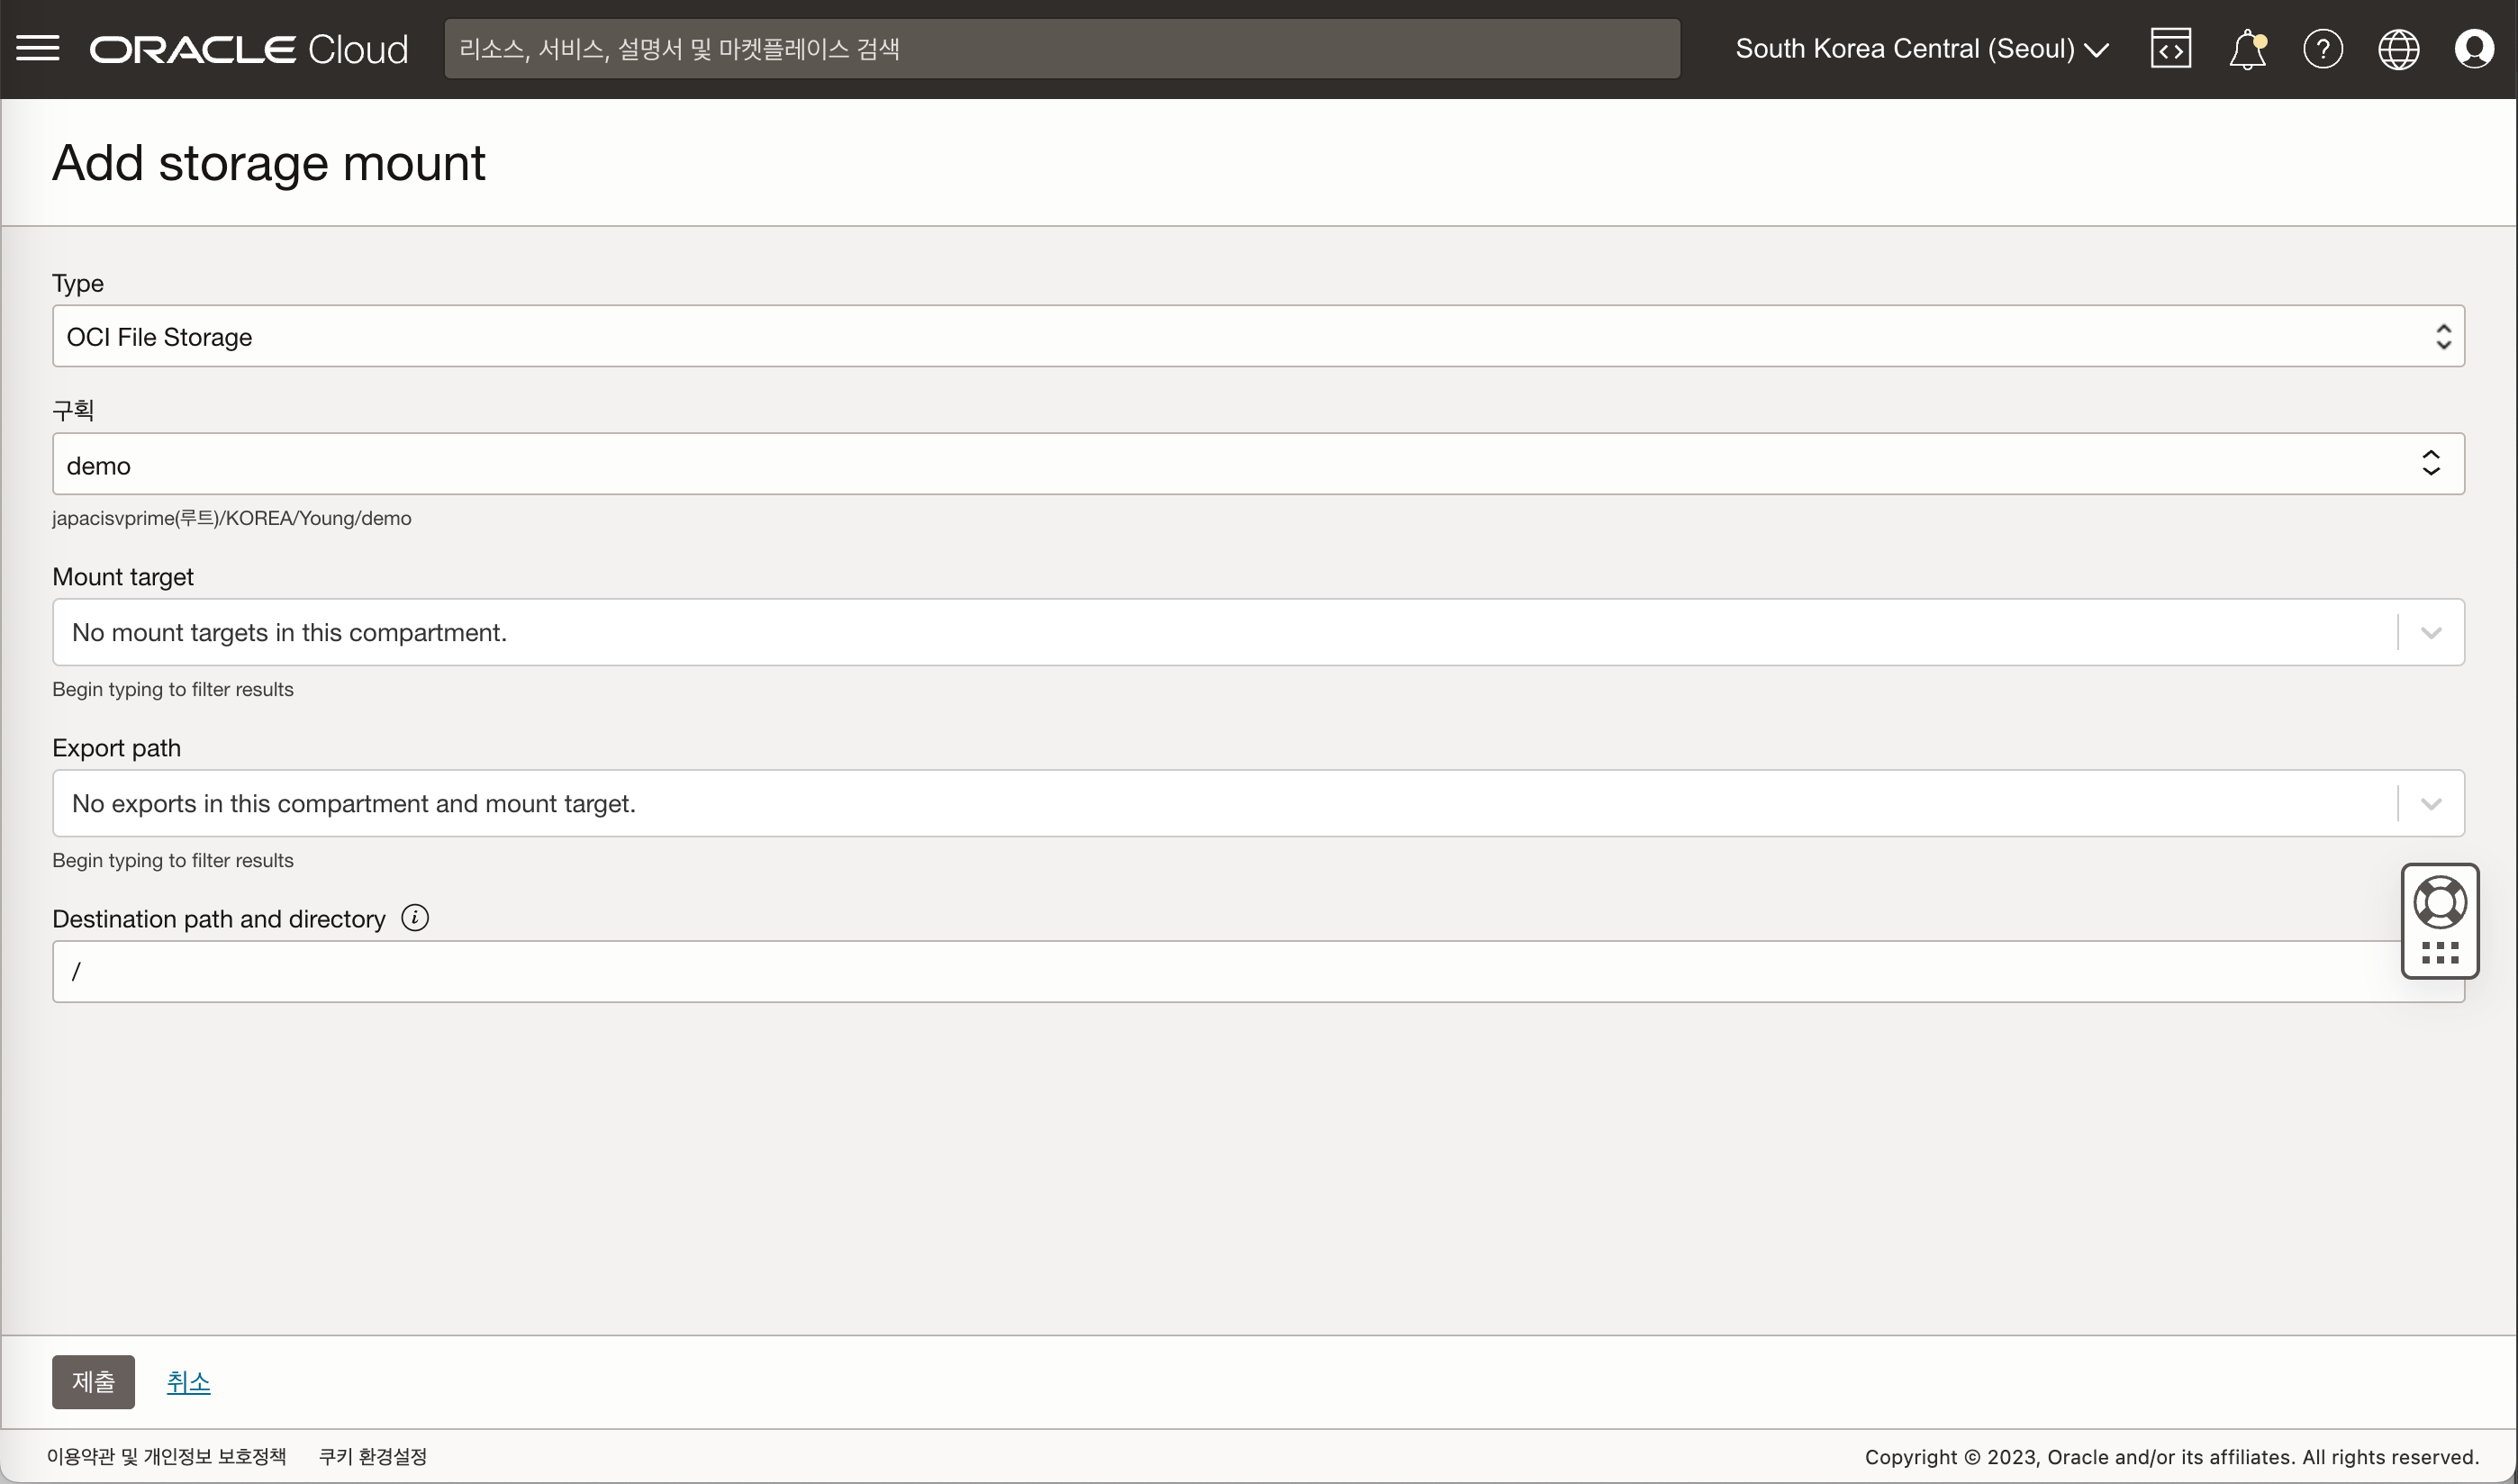 ORACLE Cloud
리소스, 서비스, 설명서 및 마켓플레이스 검색
South Korea Central (Seoul)
Add storage mount
Type
OCI File Storage
구획
demo
japacisvprime(루트)/KOREA/Young/demo
Mount target
No mount targets in this compartment.
Begin typing to filter results
Export path
No exports in this compartment and mount target.
Begin typing to filter results
Destination path and directory
/
제출 취소
이용약관 및 개인정보 보호정책 쿠키 환경설정 Copyright © 2023, Oracle and/or its affiliates. All rights reserved.